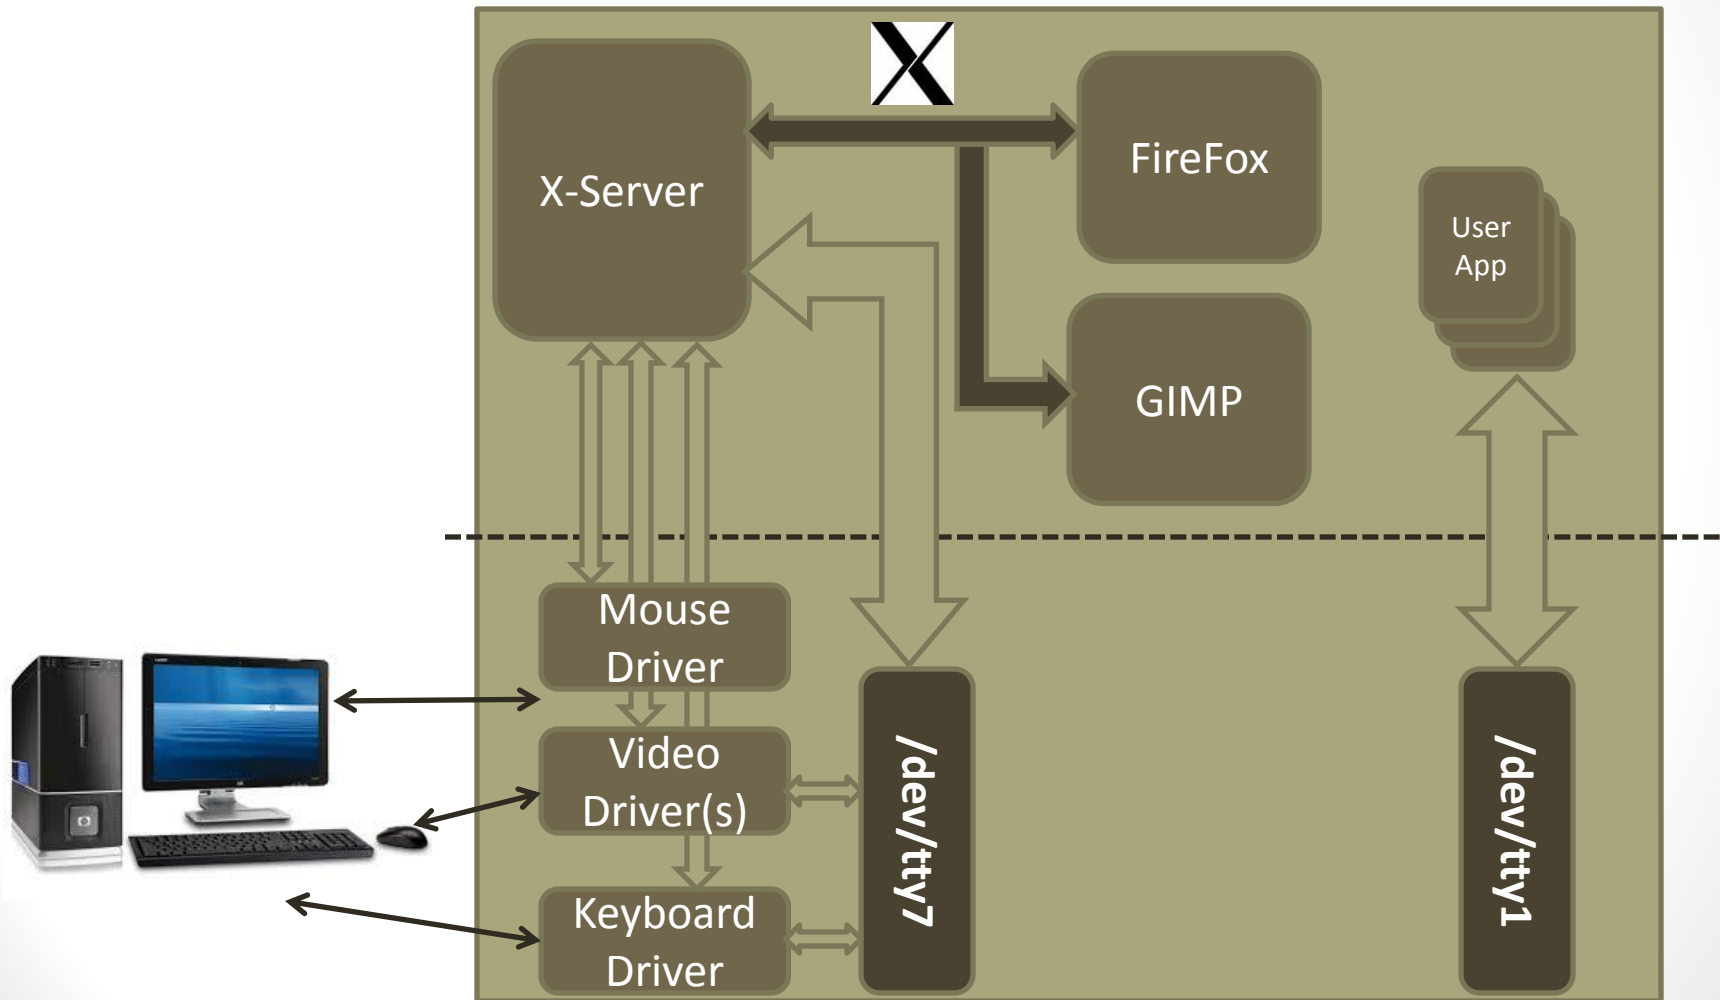 X
X-Server
FireFox
User
App
GIMP
Mouse
Driver
Video
Driver(s)
Keyboard
Driver
/dev/tty7
/dev/tty1